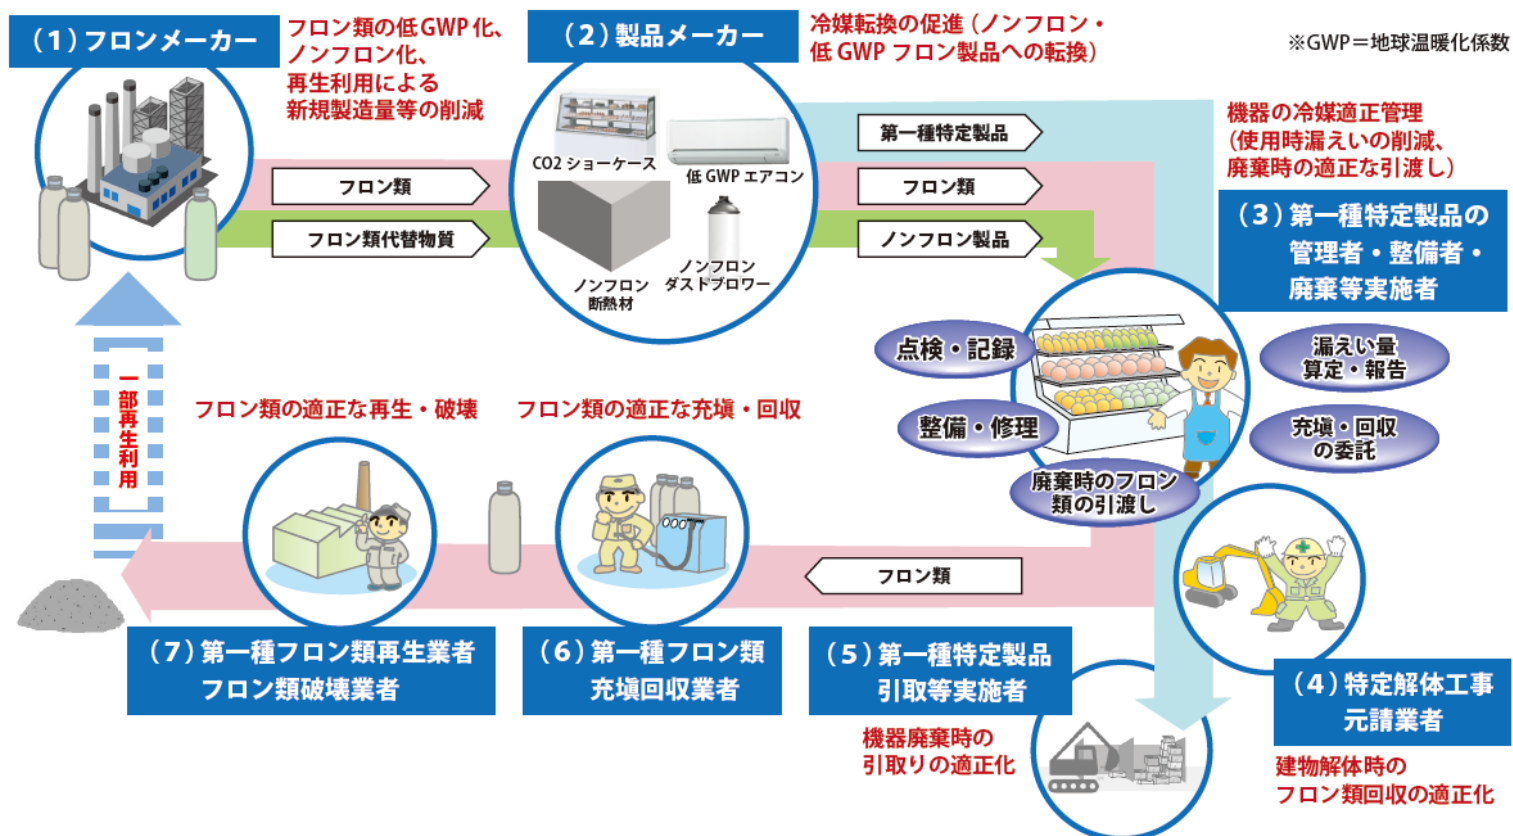 （1）フロンメーカー
フロン類の低GWP化、
ノンフロン化、
再生利用による
新規製造量等の削減
（2）製品メーカー
冷媒転換の促進（ノンフロン・
低GWPフロン製品への転換）
※GWP＝地球温暖化係数
CO2ショーケース
低GWPエアコン
ノンフロン
断熱材
ノンフロン
ダストブロワー
フロン類
フロン類代替物質
第一種特定製品
フロン類
ノンフロン製品
機器の冷媒適正管理
（使用時漏えいの削減、
廃棄時の適正な引渡し）
（3）第一種特定製品の
管理者・整備者・
廃棄等実施者
点検・記録
整備・修理
廃棄時のフロン
類の引渡し
漏えい量
算定・報告
充塡・回収
の委託
（4）特定解体工事
元請業者
建物解体時の
フロン類回収の適正化
（5）第一種特定製品
引取等実施者
機器廃棄時の
引取りの適正化
フロン類
フロン類の適正な充塡・回収
（6）第一種フロン類
充塡回収業者
フロン類の適正な再生・破壊
（7）第一種フロン類再生業者
フロン類破壊業者
一部再生利用